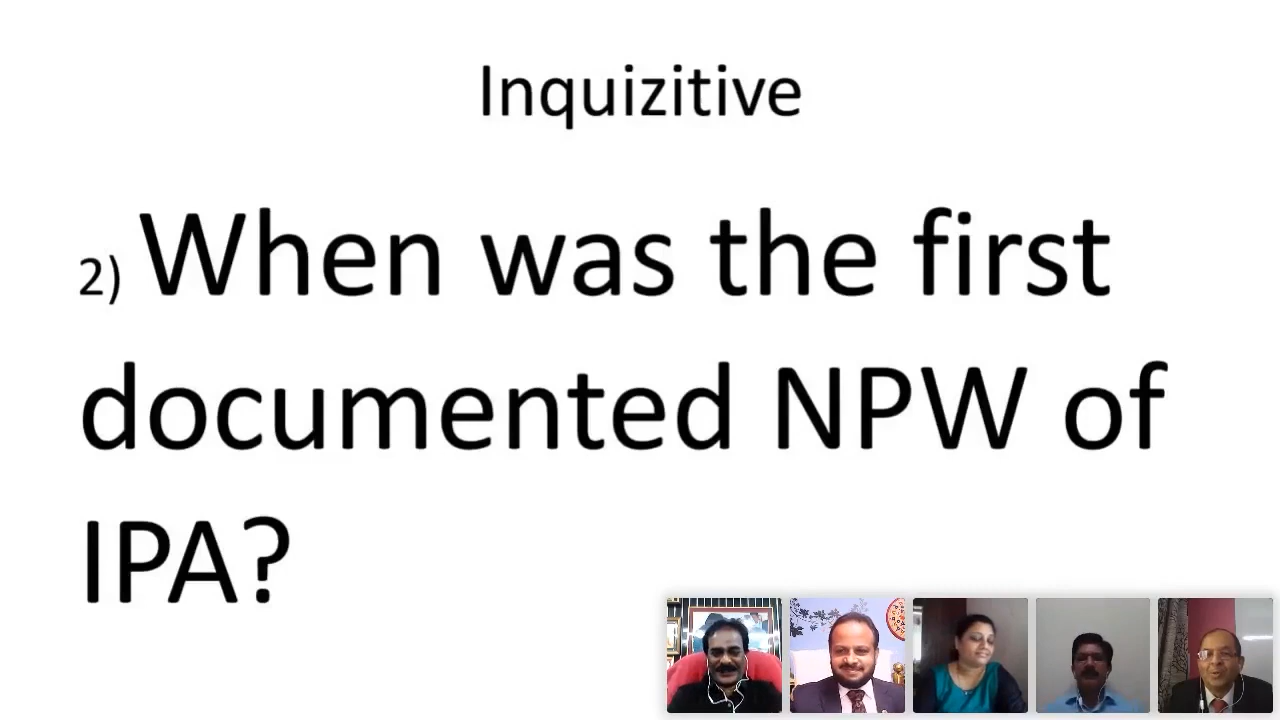 Inquizitive
2) When was the first
documented NPW of
IPA?